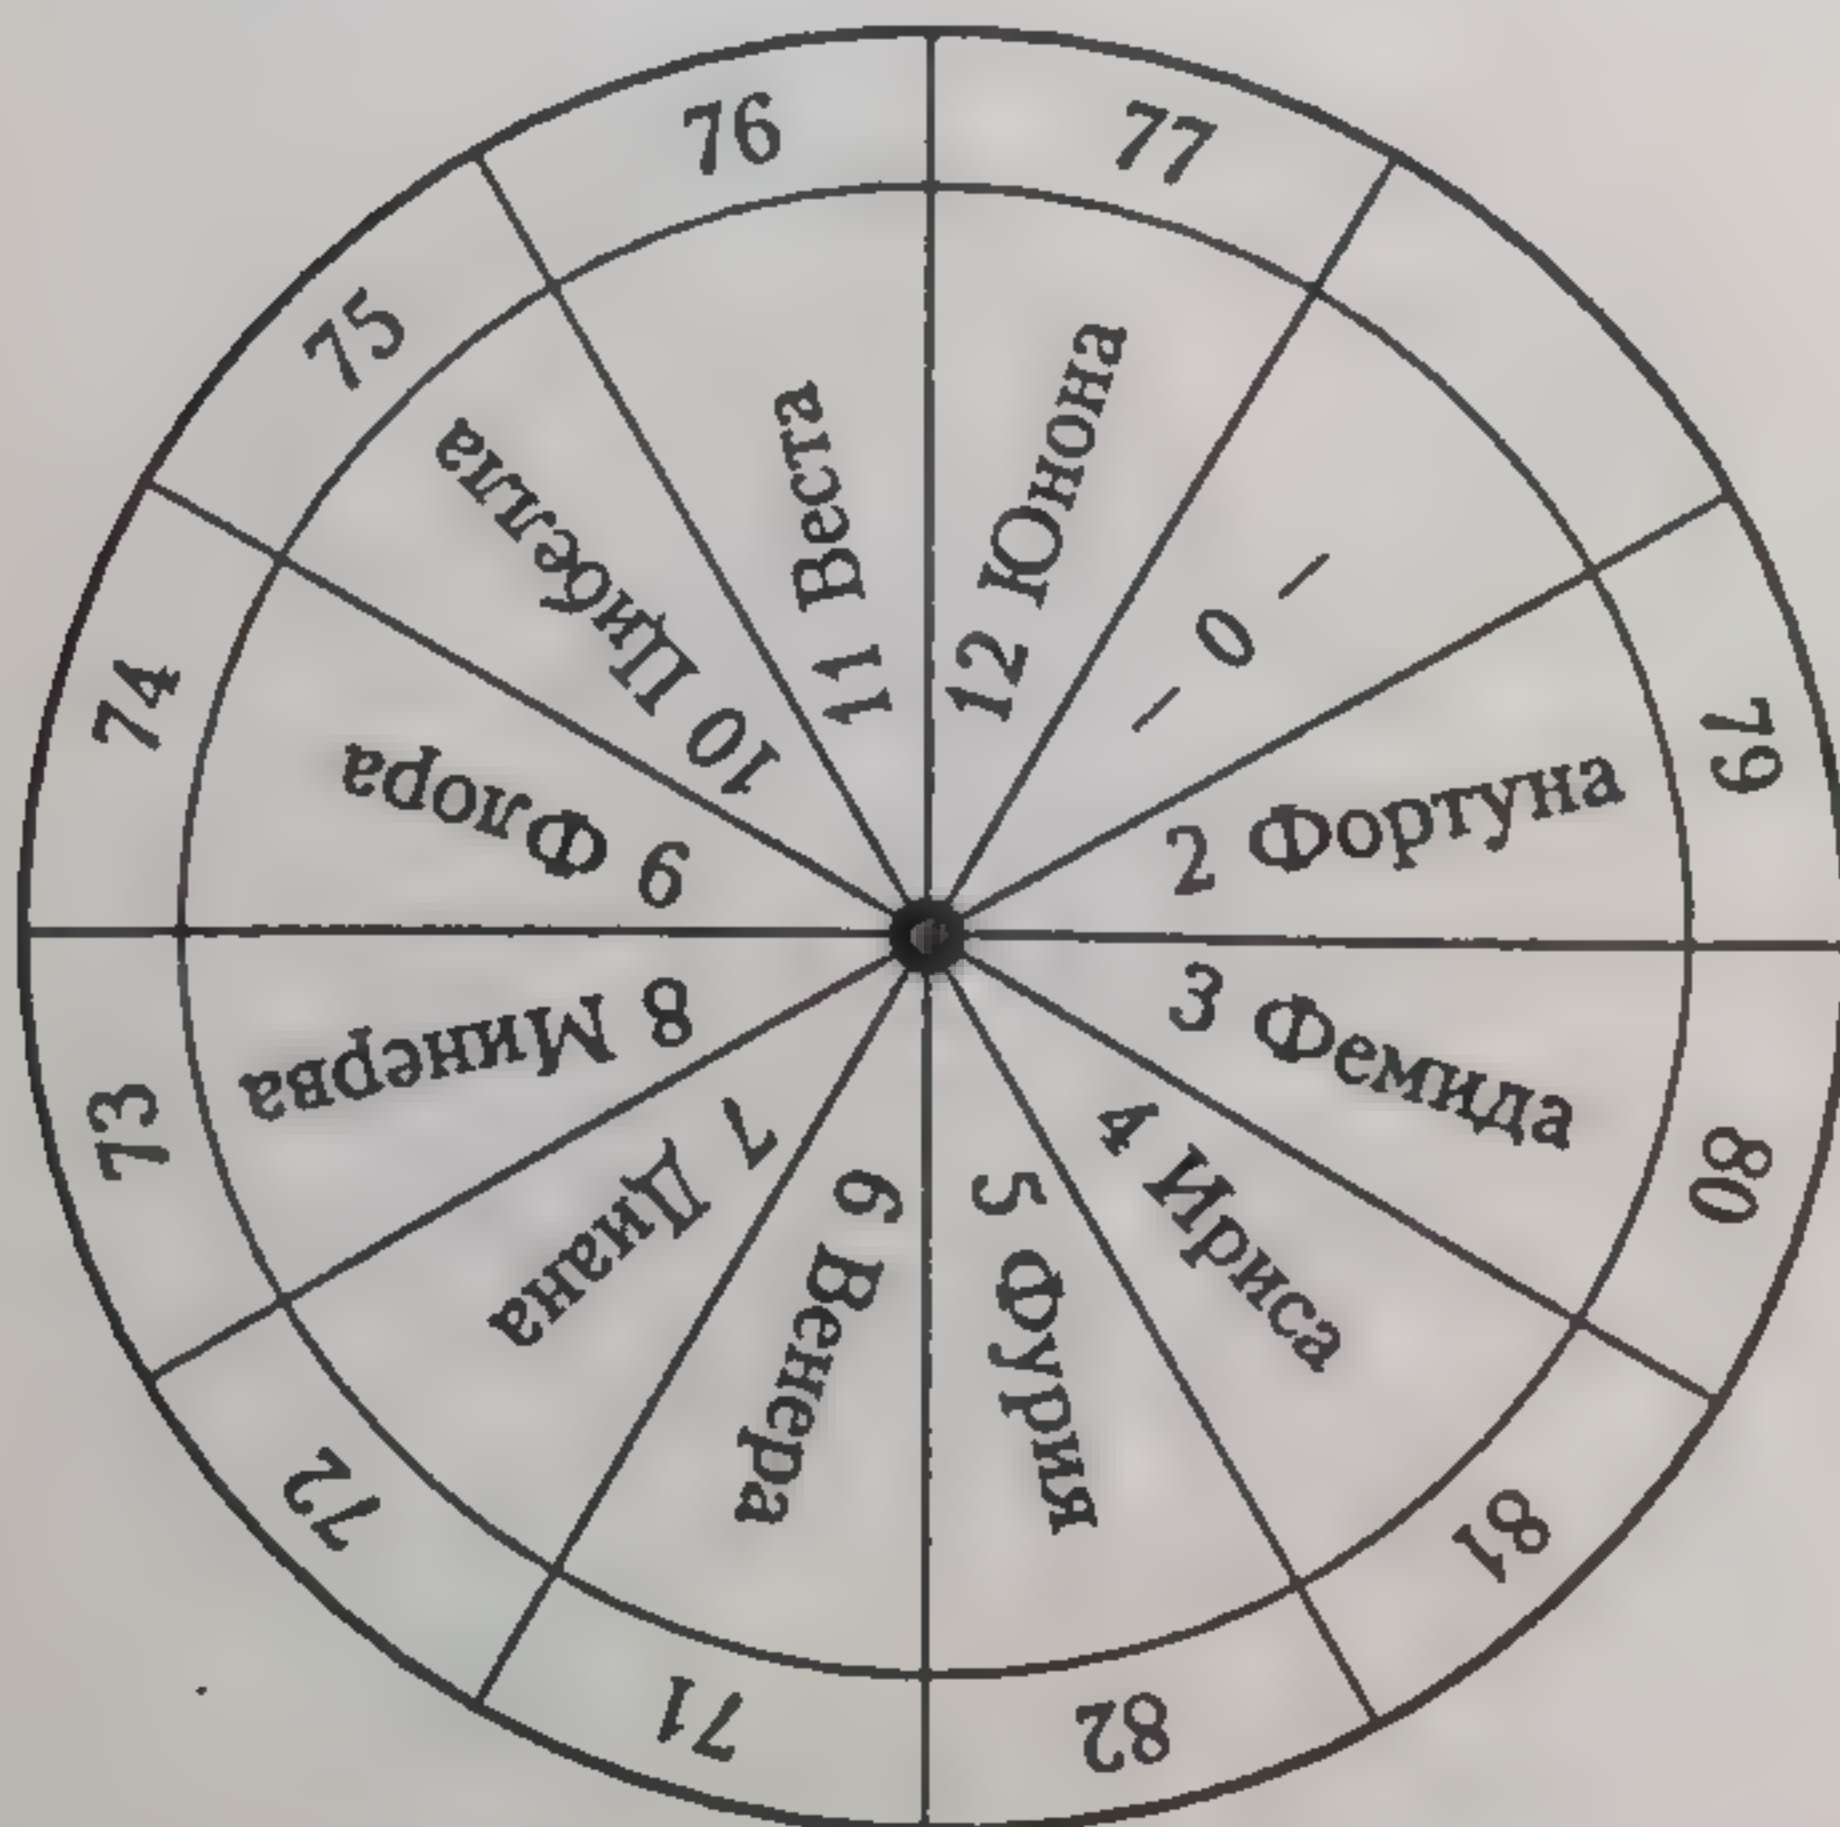 76
77
75
74
73
72
71
82
81
80
79
- 0 -
2 Фортуна
3 Фемида
4 Ириса
5 Фурия
6 Венера
7 Диана
8 Минерва
9 Флора
10 Цибелла
11 Веста
12 Юнона